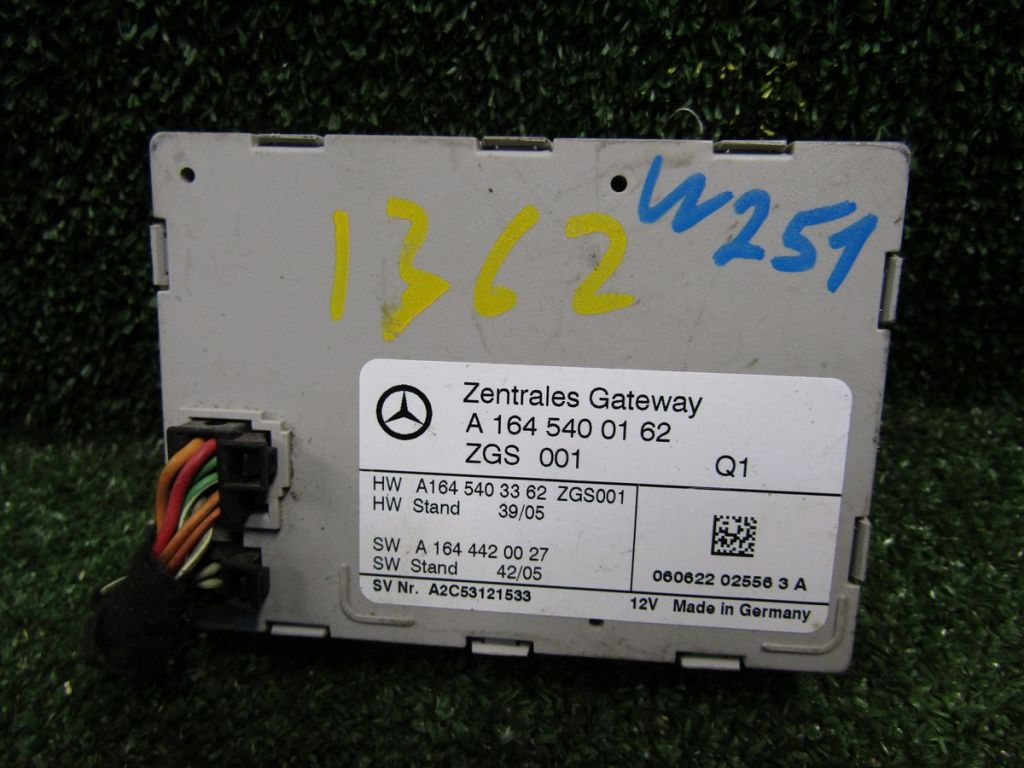 1362
W251
Zentrales Gateway
A 164 540 01 62
ZGS 001
Q1
HW A164 540 33 62 ZGS001
HW Stand 39/05
SW A 164 442 00 27
SW Stand 42/05
060622 02556 3 A
SV Nr. A2C53121533
12V Made in Germany